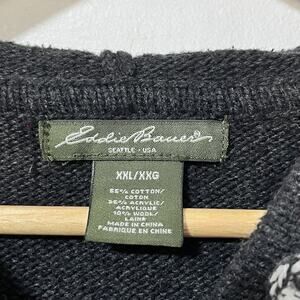 Eddie Bauer
SEATTLE · USA
XXL/XXG
55% COTTON/
COTON
35% ACRYLIC/
ACRYLIQUE
10% WOOL/
LAINE
MADE IN CHINA
FABRIQUE EN CHINE